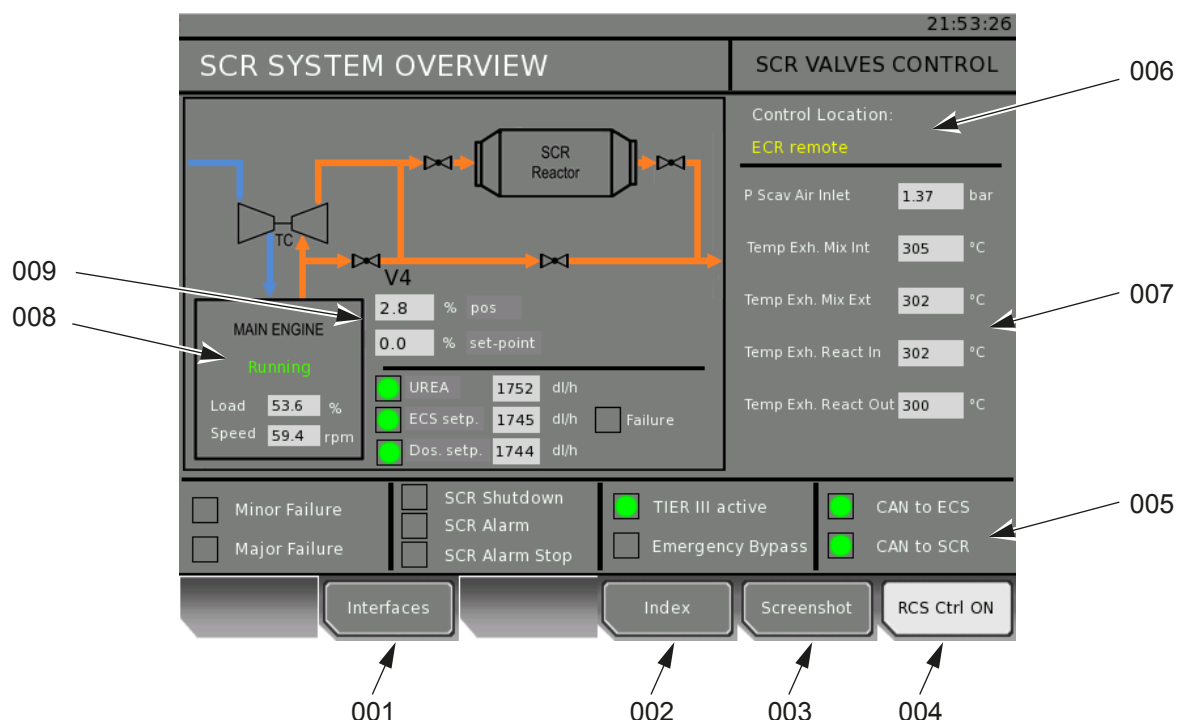 21:53:26
SCR SYSTEM OVERVIEW
SCR VALVES CONTROL
006
Control Location:
ECR remote
SCR
Reactor
P Scav Air Inlet 1.37 bar
TC
Temp Exh. Mix Int 305 °C
009
V4
007
Temp Exh. Mix Ext 302 °C
2.8 % pos
008
MAIN ENGINE
0.0 % set-point
Temp Exh. React In 302 °C
Running
UREA 1752 dl/h
Load 53.6 %
ECS setp. 1745 dl/h Failure
Temp Exh. React Out 300 °C
Speed 59.4 rpm
Dos. setp. 1744 dl/h
Minor Failure
Major Failure
SCR Shutdown
SCR Alarm
SCR Alarm Stop
TIER III active
Emergency Bypass
CAN to ECS
CAN to SCR
005
Interfaces
Index
Screenshot
RCS Ctrl ON
001
002
003
004